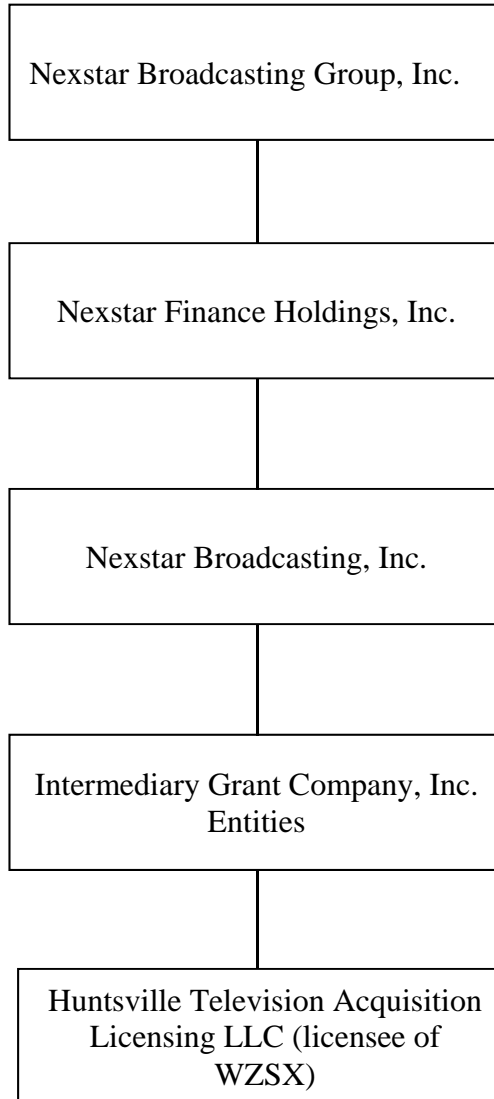 Nexstar Broadcasting Group, Inc.
Nexstar Finance Holdings, Inc.
Nexstar Broadcasting, Inc.
Intermediary Grant Company, Inc.
Entities
Huntsville Television Acquisition
Licensing LLC (licensee of
WZSX)